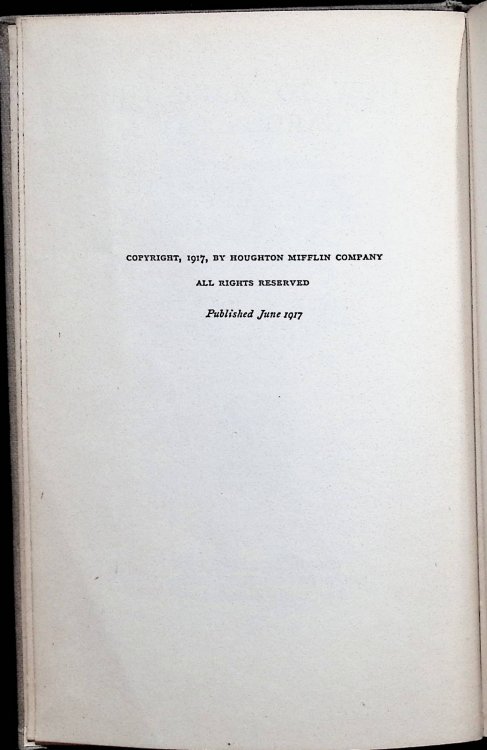 COPYRIGHT, 1917, BY HOUGHTON MIFFLIN COMPANY
ALL RIGHTS RESERVED
Published June 1917